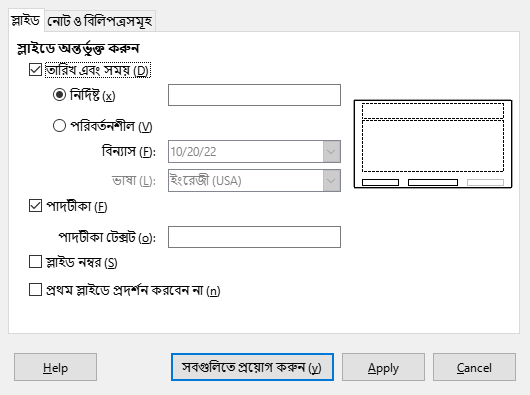 স্লাইড নোট ও বিলিপত্রসমূহ
স্লাইডে অন্তর্ভুক্ত করুন
তারিখ এবং সময় (D)
নির্দিষ্ট (x)
পরিবর্তনশীল (V)
বিন্যাস (F): 10/20/22
ভাষা (L): ইংরেজী (USA)
পাদটীকা (F)
পাদটীকা টেক্সট (o):
স্লাইড নম্বর (S)
প্রথম স্লাইডে প্রদর্শন করবেন না (n)
Help সবগুলিতে প্রয়োগ করুন (y) Apply Cancel